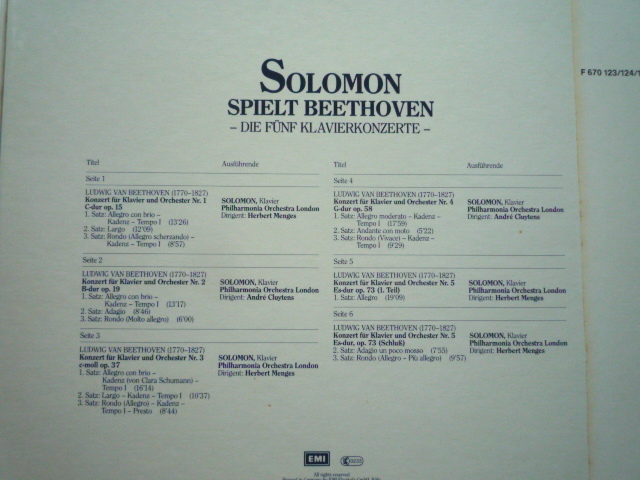 SOLOMON
SPIELT BEETHOVEN
– DIE FÜNF KLAVIERKONZERTE –
F 670 123/124/1
Titel Ausführende
Seite 1
LUDWIG VAN BEETHOVEN (1770–1827)
Konzert für Klavier und Orchester Nr. 1 SOLOMON, Klavier
C-dur op. 15 Philharmonia Orchestra London
1. Satz: Allegro con brio – Dirigent: Herbert Menges
Kadenz – Tempo I (13'26)
2. Satz: Largo (12'09)
3. Satz: Rondo (Allegro scherzando) –
Kadenz – Tempo I (8'57)
Seite 2
LUDWIG VAN BEETHOVEN (1770–1827)
Konzert für Klavier und Orchester Nr. 2 SOLOMON, Klavier
B-dur op. 19 Philharmonia Orchestra London
1. Satz: Allegro con brio – Dirigent: André Cluytens
Kadenz – Tempo I (13'17)
2. Satz: Adagio (8'46)
3. Satz: Rondo (Molto allegro) (6'00)
Seite 3
LUDWIG VAN BEETHOVEN (1770–1827)
Konzert für Klavier und Orchester Nr. 3 SOLOMON, Klavier
c-moll op. 37 Philharmonia Orchestra London
1. Satz: Allegro con brio – Dirigent: Herbert Menges
Kadenz (von Clara Schumann) –
Tempo I (16'14)
2. Satz: Largo – Kadenz – Tempo I (10'37)
3. Satz: Rondo (Allegro) – Kadenz –
Tempo I – Presto (8'44)
Titel Ausführende
Seite 4
LUDWIG VAN BEETHOVEN (1770–1827)
Konzert für Klavier und Orchester Nr. 4 SOLOMON, Klavier
G-dur op. 58 Philharmonia Orchestra London
1. Satz: Allegro moderato – Kadenz – Dirigent: André Cluytens
Tempo I (17'59)
2. Satz: Andante con moto (5'22)
3. Satz: Rondo (Vivace) – Kadenz –
Tempo I (9'29)
Seite 5
LUDWIG VAN BEETHOVEN (1770–1827)
Konzert für Klavier und Orchester Nr. 5 SOLOMON, Klavier
Es-dur op. 73 (1. Teil) Philharmonia Orchestra London
1. Satz: Allegro (19'09) Dirigent: Herbert Menges
Seite 6
LUDWIG VAN BEETHOVEN (1770–1827)
Konzert für Klavier und Orchester Nr. 5 SOLOMON, Klavier
Es-dur, op. 73 (Schluß) Philharmonia Orchestra London
2. Satz: Adagio un poco mosso (7'55) Dirigent: Herbert Menges
3. Satz: Rondo (Allegro – Più allegro) (9'57)
EMI
All rights reserved